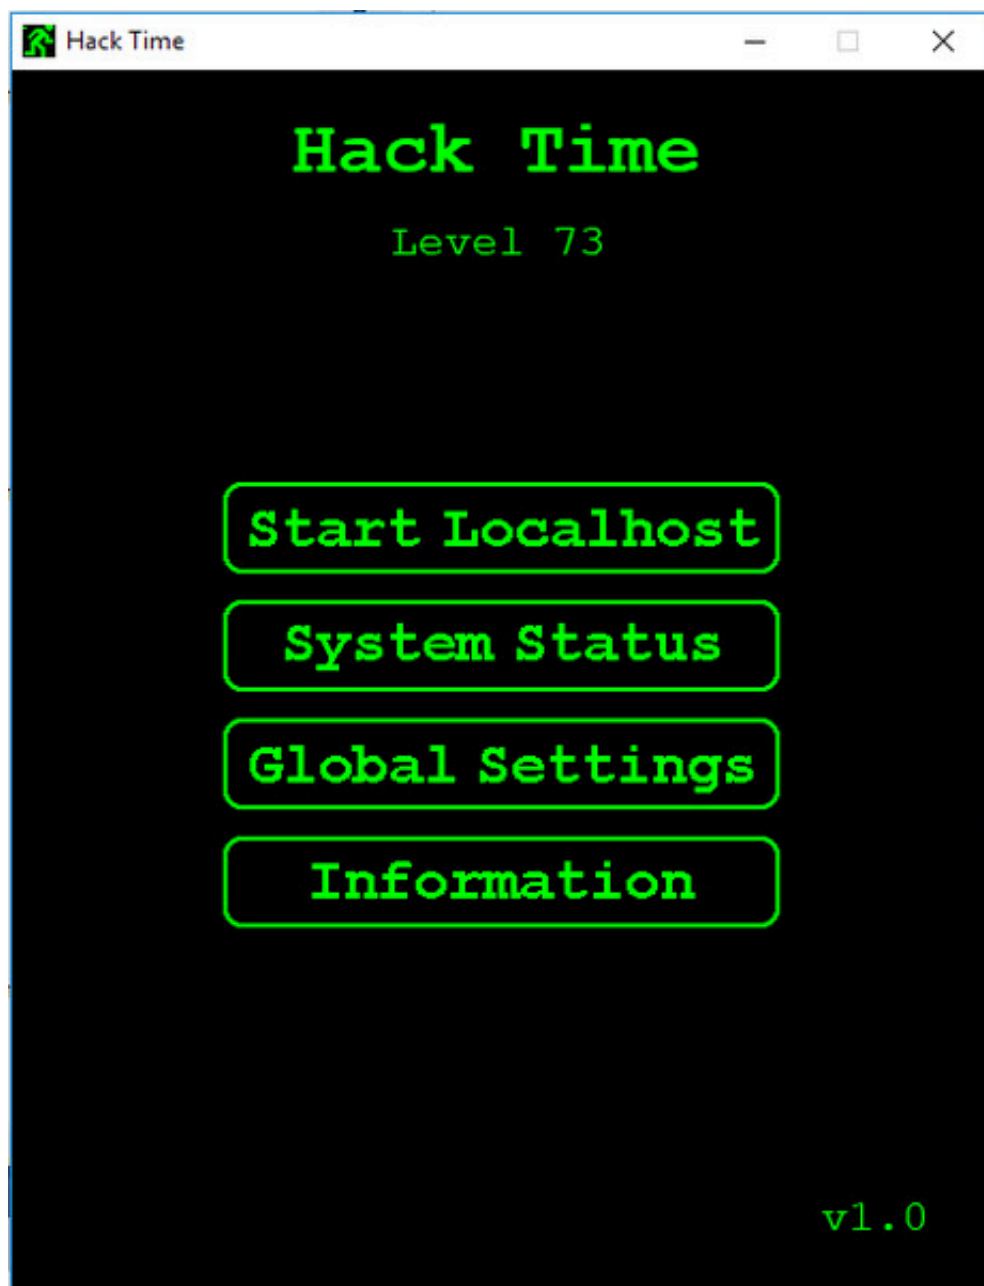 Hack Time
Hack Time
Level 73
Start Localhost
System Status
Global Settings
Information
v1.0